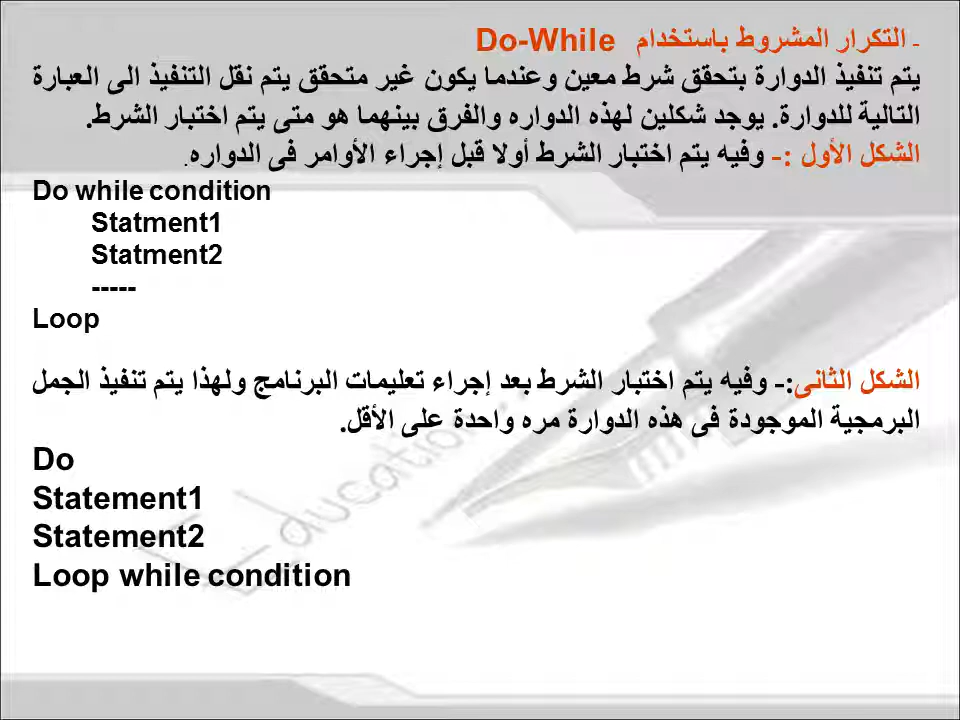 - التكرار المشروط باستخدام Do-While
يتم تنفيذ الدوارة بتحقق شرط معين وعندما يكون غير متحقق يتم نقل التنفيذ الى العبارة
التالية للدوارة. يوجد شكلين لهذه الدواره والفرق بينهما هو متى يتم اختبار الشرط.
الشكل الأول :- وفيه يتم اختبار الشرط أولا قبل إجراء الأوامر فى الدواره.
Do while condition
Statment1
Statment2
-----
Loop
الشكل الثانى:- وفيه يتم اختبار الشرط بعد إجراء تعليمات البرنامج ولهذا يتم تنفيذ الجمل
البرمجية الموجودة فى هذه الدوارة مره واحدة على الأقل.
Do
Statement1
Statement2
Loop while condition
Education